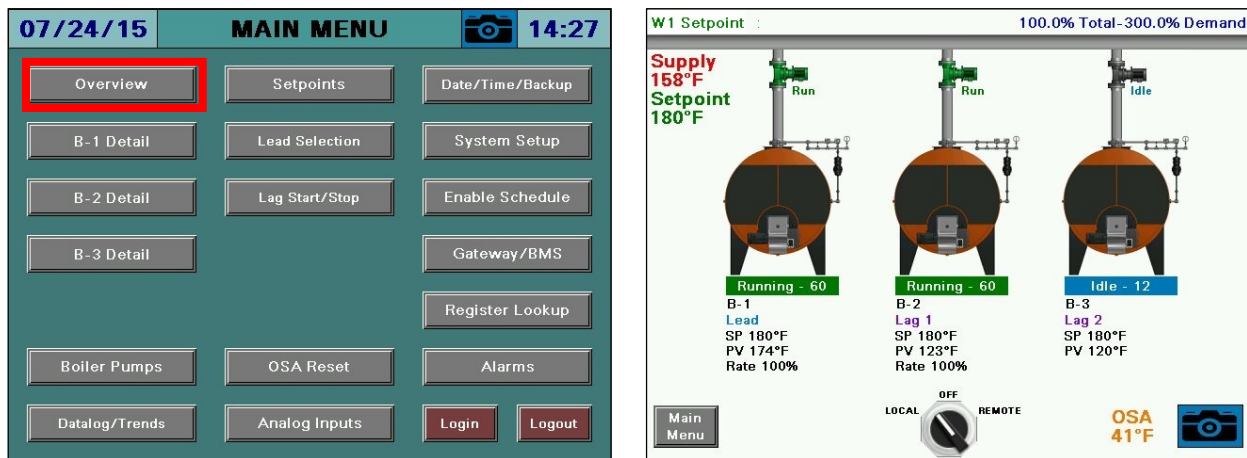 07/24/15 MAIN MENU 14:27
Overview Setpoints Date/Time/Backup
B-1 Detail Lead Selection System Setup
B-2 Detail Lag Start/Stop Enable Schedule
B-3 Detail Gateway/BMS
Register Lookup
Boiler Pumps OSA Reset Alarms
Datalog/Trends Analog Inputs Login Logout
W1 Setpoint : 100.0% Total-300.0% Demand
Supply
158°F
Setpoint
180°F
Run Run Idle
Running - 60 Running - 60 Idle - 12
B-1 B-2 B-3
Lead Lag 1 Lag 2
SP 180°F SP 180°F SP 180°F
PV 174°F PV 123°F PV 120°F
Rate 100% Rate 100%
OFF
LOCAL REMOTE
Main
Menu
OSA
41°F